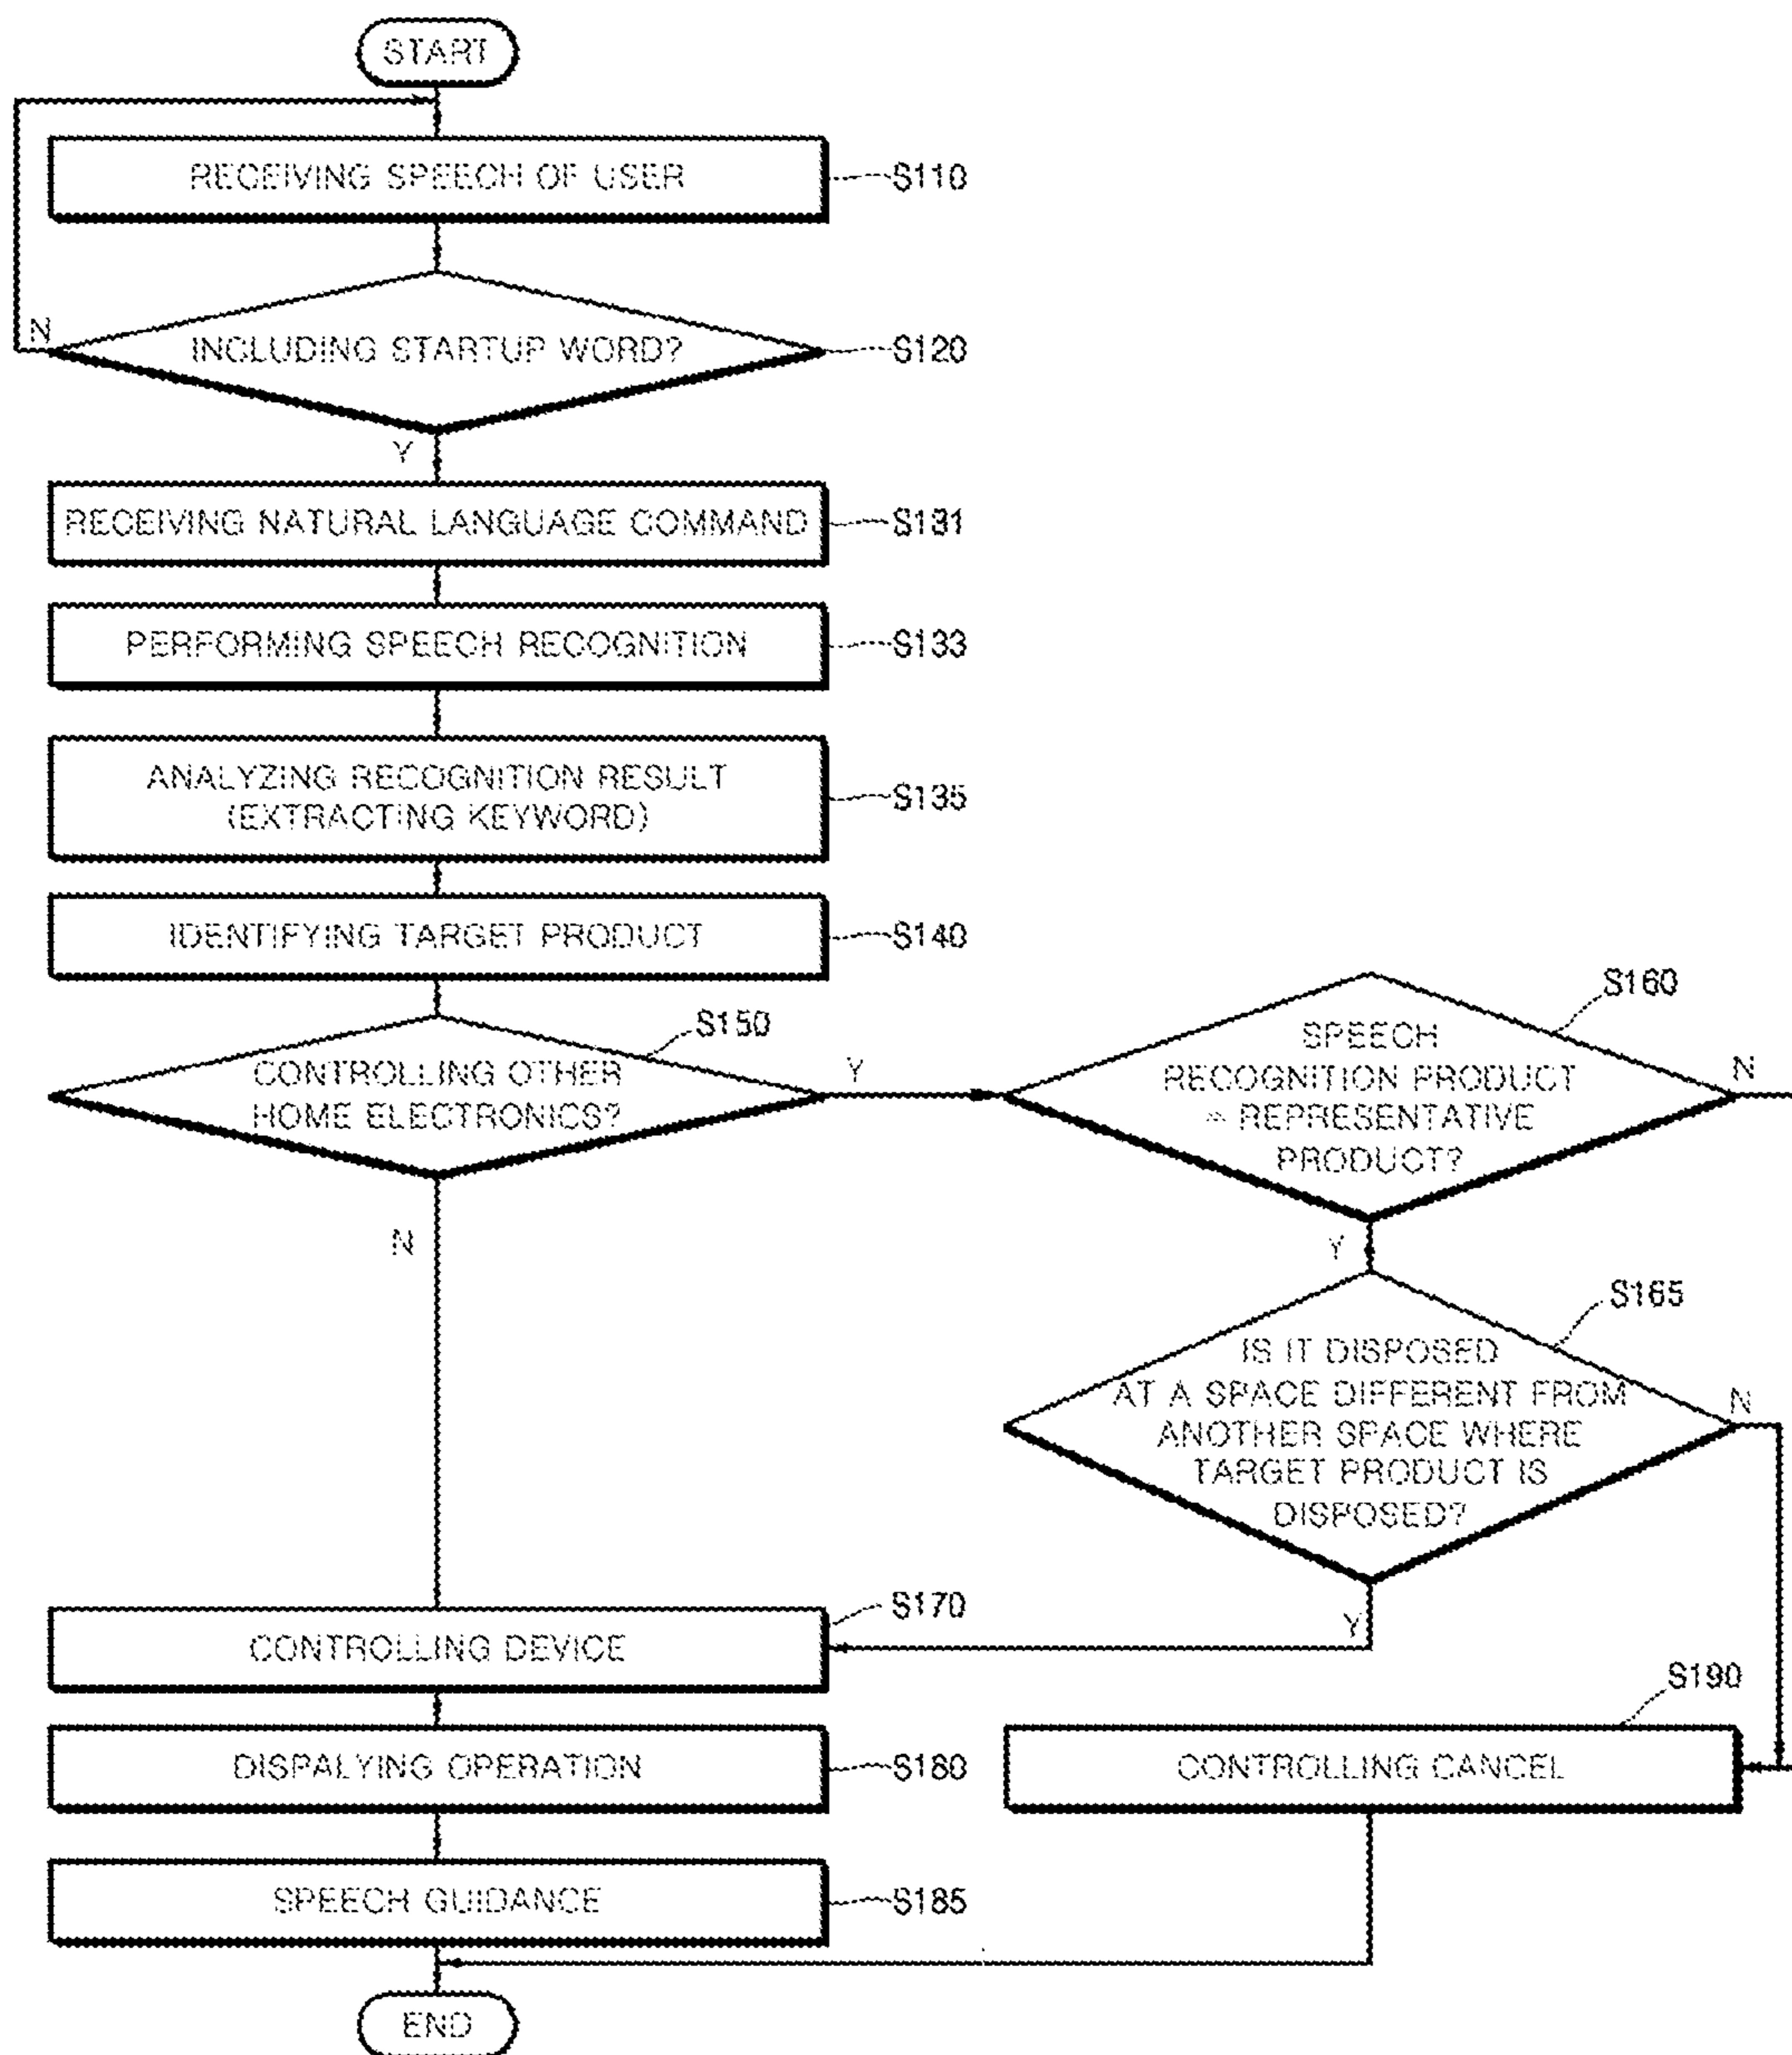 START
RECEIVING SPEECH OF USER
S110
INCLUDING STARTUP WORD?
S120
N
Y
RECEIVING NATURAL LANGUAGE COMMAND
S131
PERFORMING SPEECH RECOGNITION
S133
ANALYZING RECOGNITION RESULT
(EXTRACTING KEYWORD)
S135
IDENTIFYING TARGET PRODUCT
S140
S150
CONTROLLING OTHER
HOME ELECTRONICS?
Y
N
S160
SPEECH
RECOGNITION PRODUCT
= REPRESENTATIVE
PRODUCT?
N
Y
S165
IS IT DISPOSED
AT A SPACE DIFFERENT FROM
ANOTHER SPACE WHERE
TARGET PRODUCT IS
DISPOSED?
N
Y
S170
CONTROLLING DEVICE
S190
DISPALYING OPERATION
S180
CONTROLLING CANCEL
SPEECH GUIDANCE
S185
END